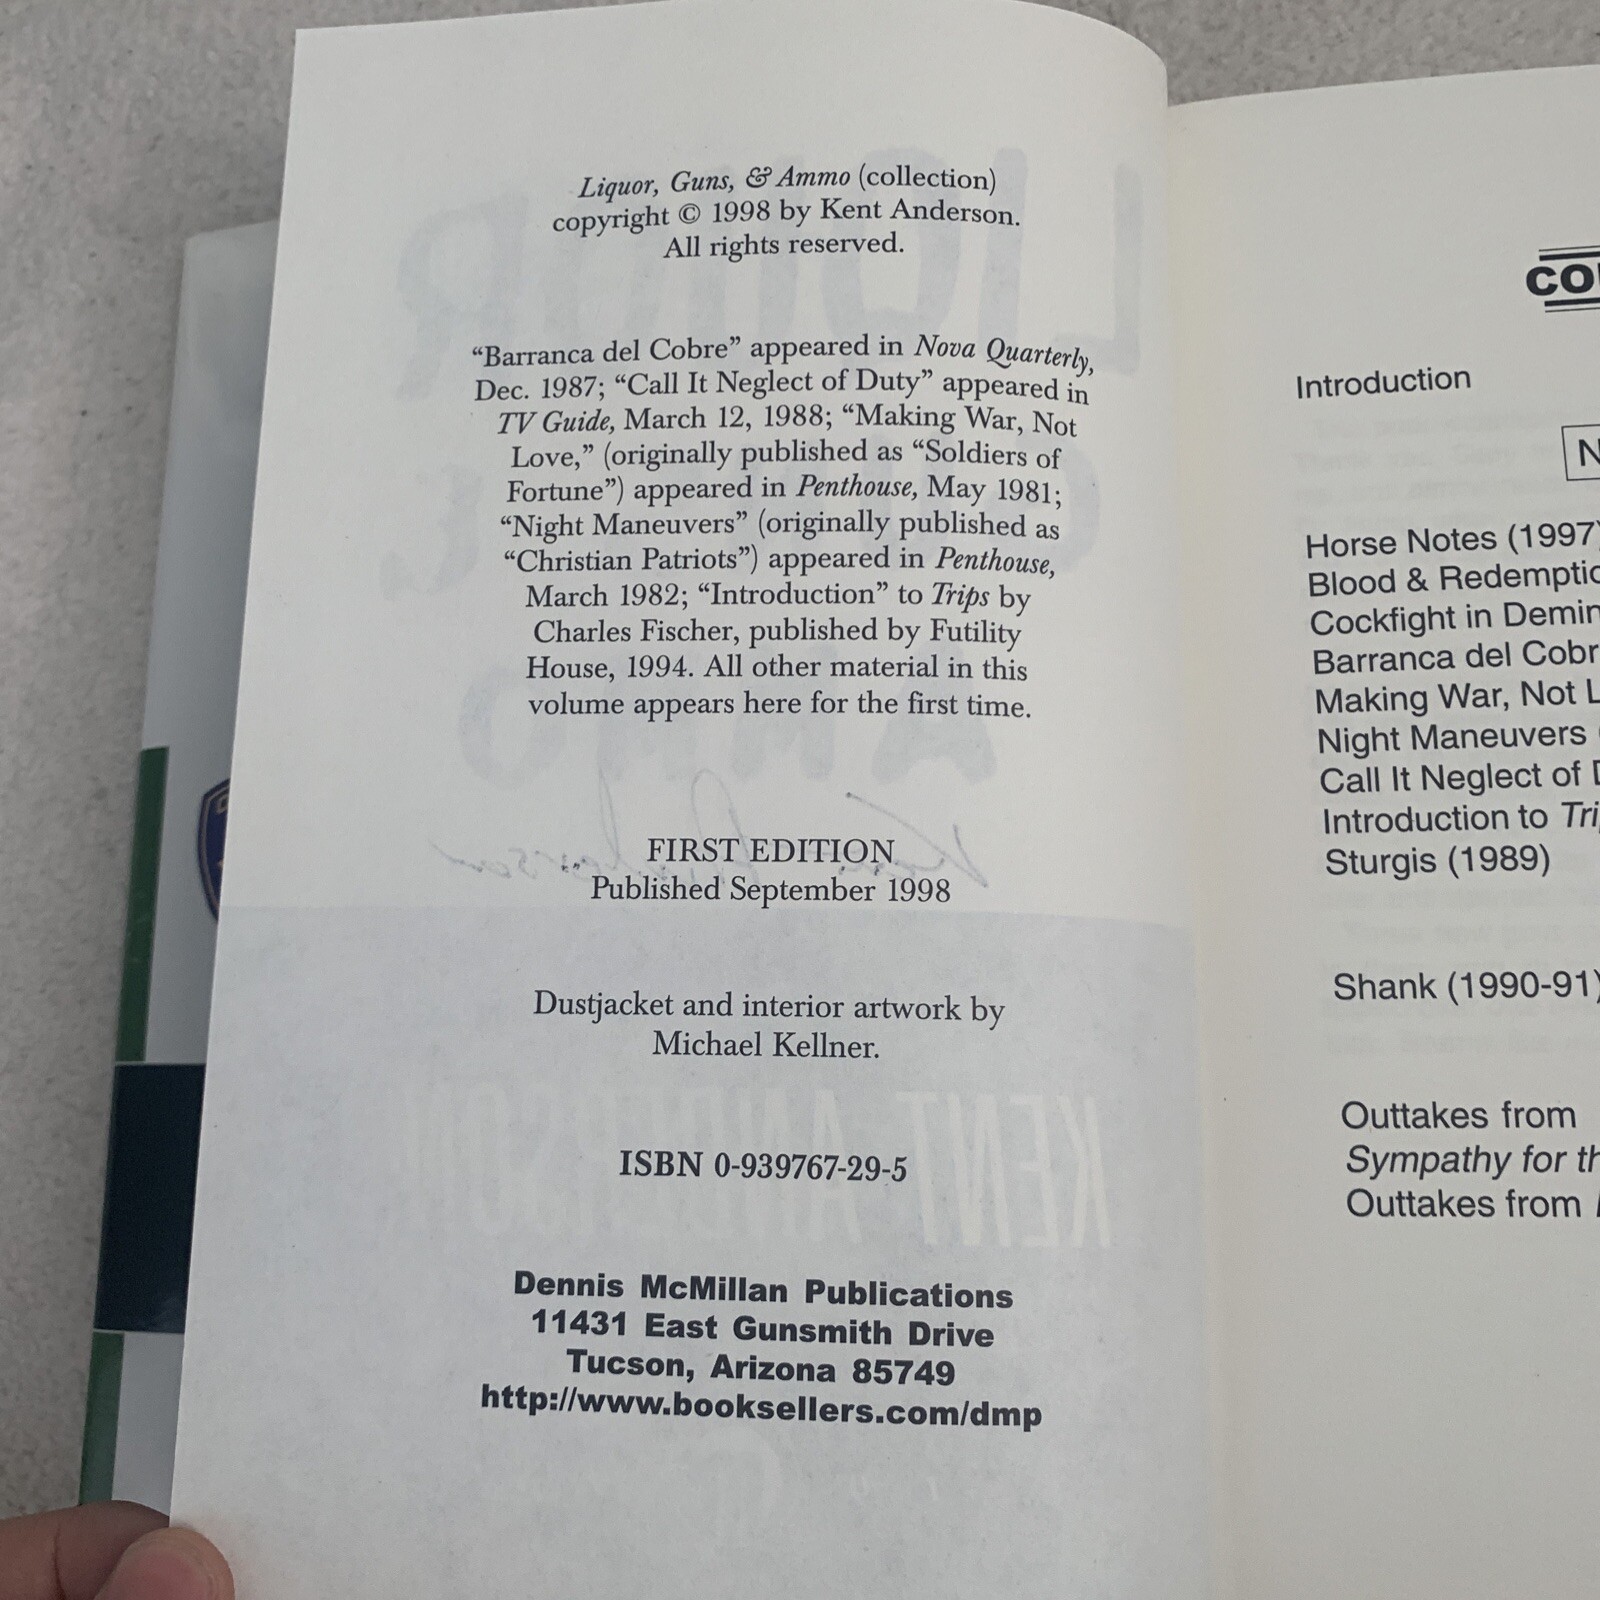 Liquor, Guns, & Ammo (collection)
copyright © 1998 by Kent Anderson.
All rights reserved.
“Barranca del Cobre” appeared in Nova Quarterly,
Dec. 1987; “Call It Neglect of Duty” appeared in
TV Guide, March 12, 1988; “Making War, Not
Love,” (originally published as “Soldiers of
Fortune”) appeared in Penthouse, May 1981;
“Night Maneuvers” (originally published as
“Christian Patriots”) appeared in Penthouse,
March 1982; “Introduction” to Trips by
Charles Fischer, published by Futility
House, 1994. All other material in this
volume appears here for the first time.
FIRST EDITION
Published September 1998
Dustjacket and interior artwork by
Michael Kellner.
ISBN 0-939767-29-5
Dennis McMillan Publications
11431 East Gunsmith Drive
Tucson, Arizona 85749
http://www.booksellers.com/dmp
Introduction
Horse Notes (1997)
Blood &
Cockfight in
Barranca del
Making War, Not
Night Maneuvers
Call It Neglect of
Introduction to
Sturgis (1989)
Shank (1990-91)
Outtakes from
Sympathy for
Outtakes from